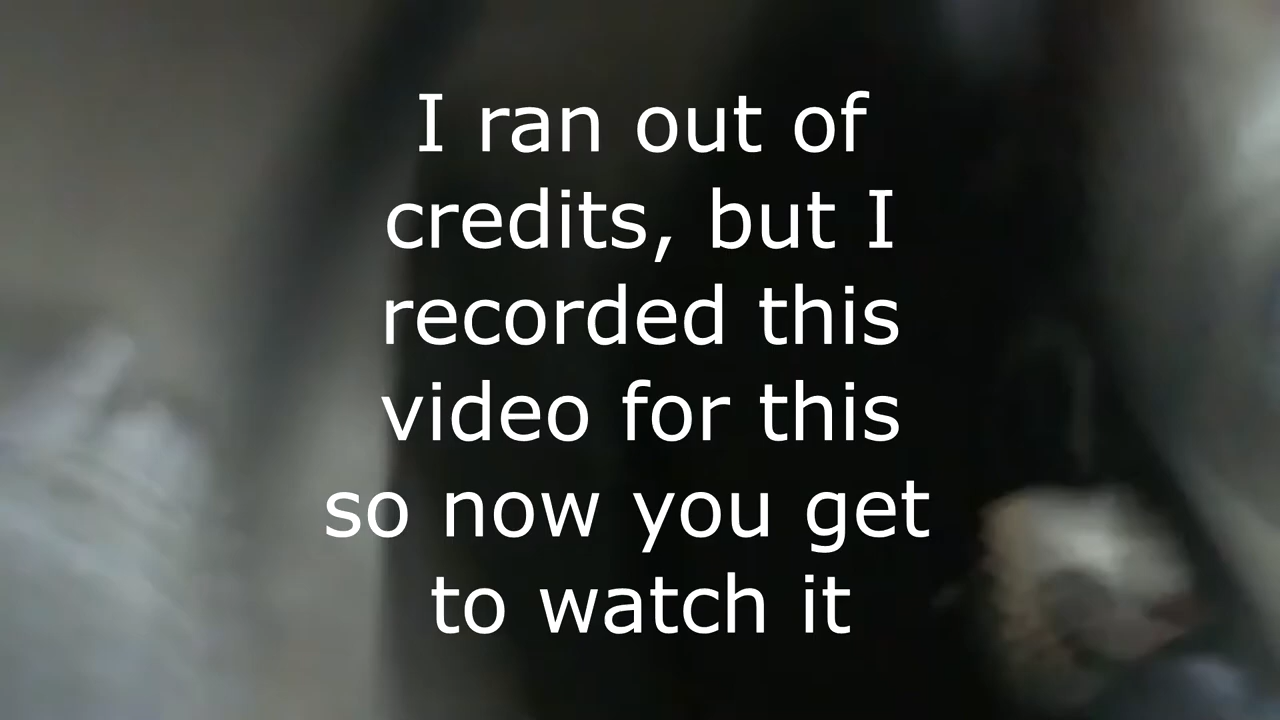 I ran out of
credits, but I
recorded this
video for this
so now you get
to watch it